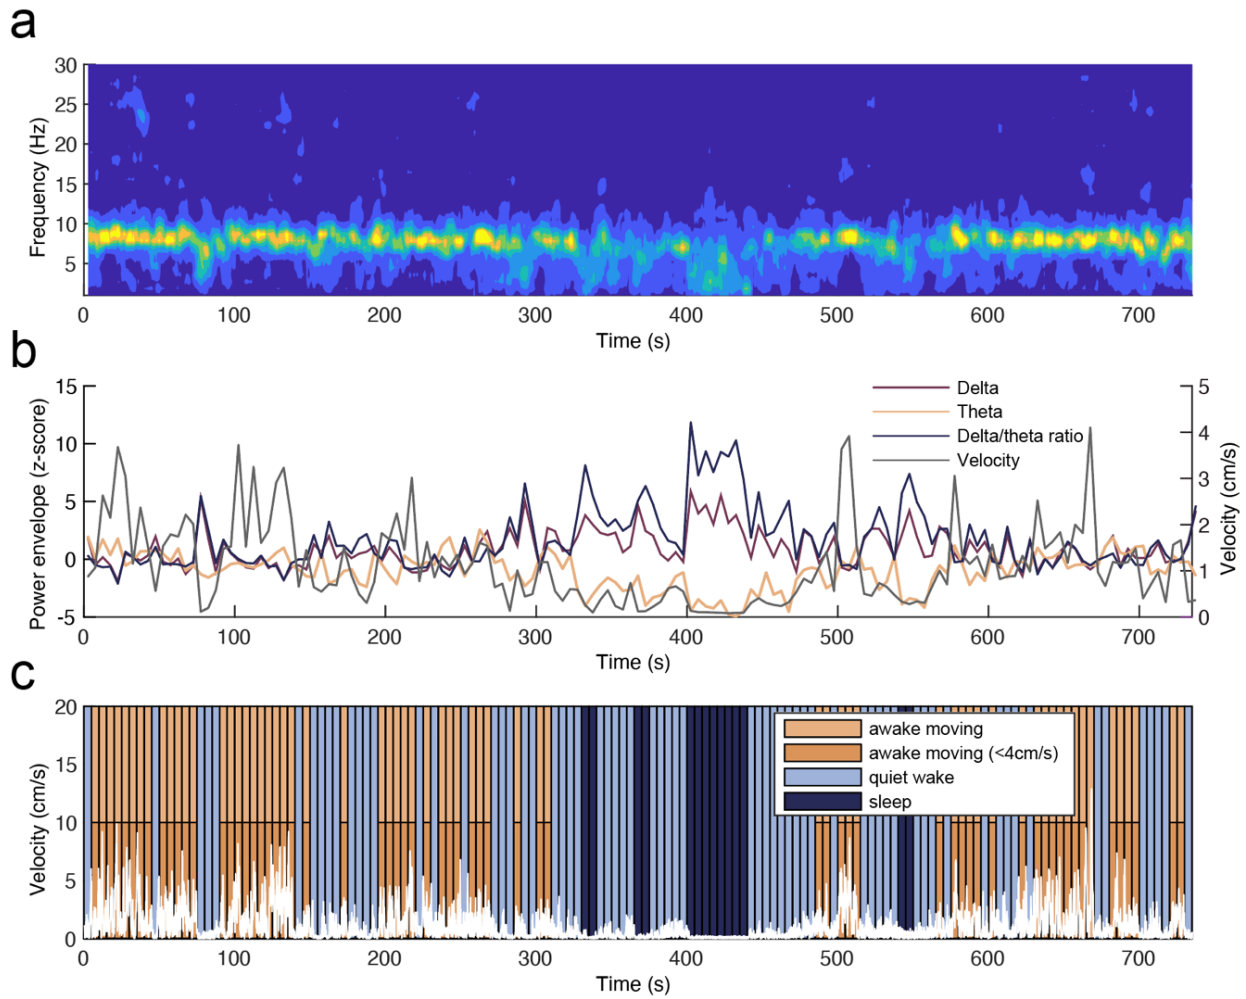 a
30
25
20
15
10
5
Frequency (Hz)
0 100 200 300 400 500 600 700
Time (s)
b
15
10
5
0
-5
Power envelope (z-score)
Delta
Theta
Delta/theta ratio
Velocity
5
4
3
2
1
0
Velocity (cm/s)
0 100 200 300 400 500 600 700
Time (s)
c
20
15
10
5
0
Velocity (cm/s)
awake moving
awake moving (<4cm/s)
quiet wake
sleep
0 100 200 300 400 500 600 700
Time (s)